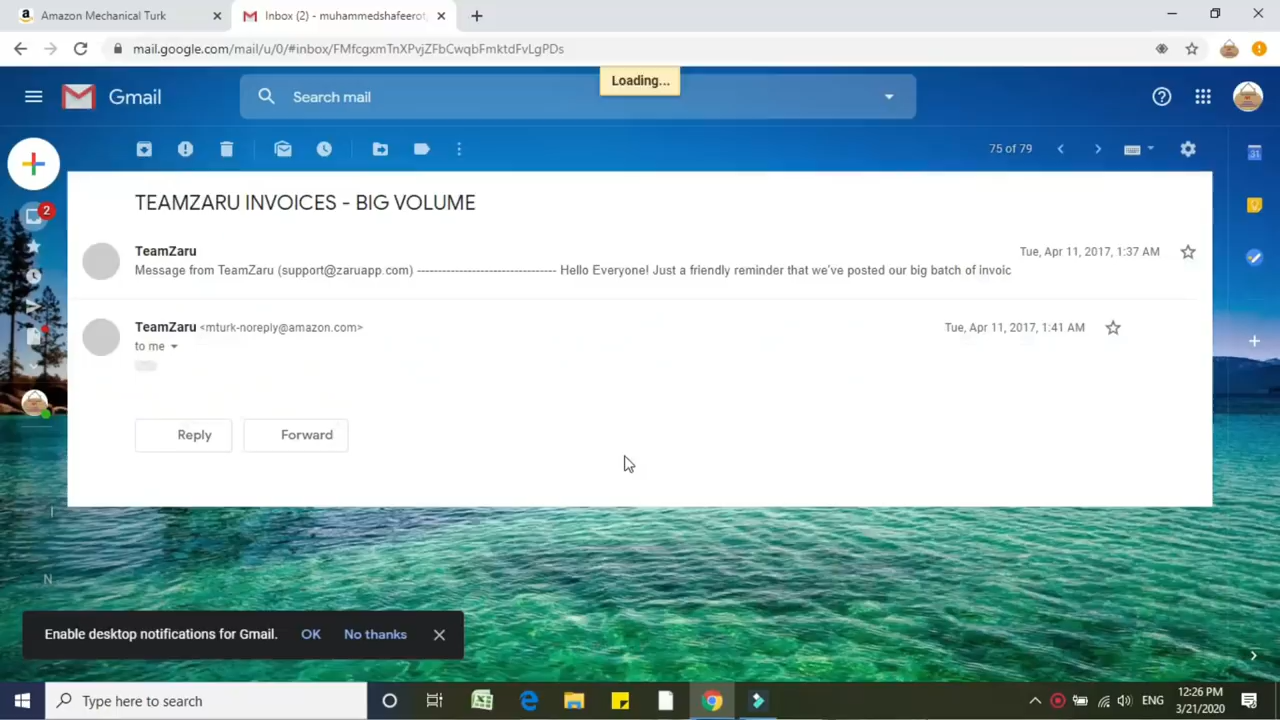 Amazon Mechanical Turk
Inbox (2) - muhammedshafeerot
mail.google.com/mail/u/0/#inbox/FMfcgxmTnXPvjZFbCwqbFmktdFvLgPDs
Loading...
Gmail
Search mail
75 of 79
31
2
TEAMZARU INVOICES - BIG VOLUME
TeamZaru
Tue, Apr 11, 2017, 1:37 AM
Message from TeamZaru (support@zaruapp.com) --------------------------------- Hello Everyone! Just a friendly reminder that we've posted our big batch of invoic
TeamZaru <mturk-noreply@amazon.com>
Tue, Apr 11, 2017, 1:41 AM
to me
Reply
Forward
N
Enable desktop notifications for Gmail.
OK
No thanks
Type here to search
ENG
12:26 PM
3/21/2020